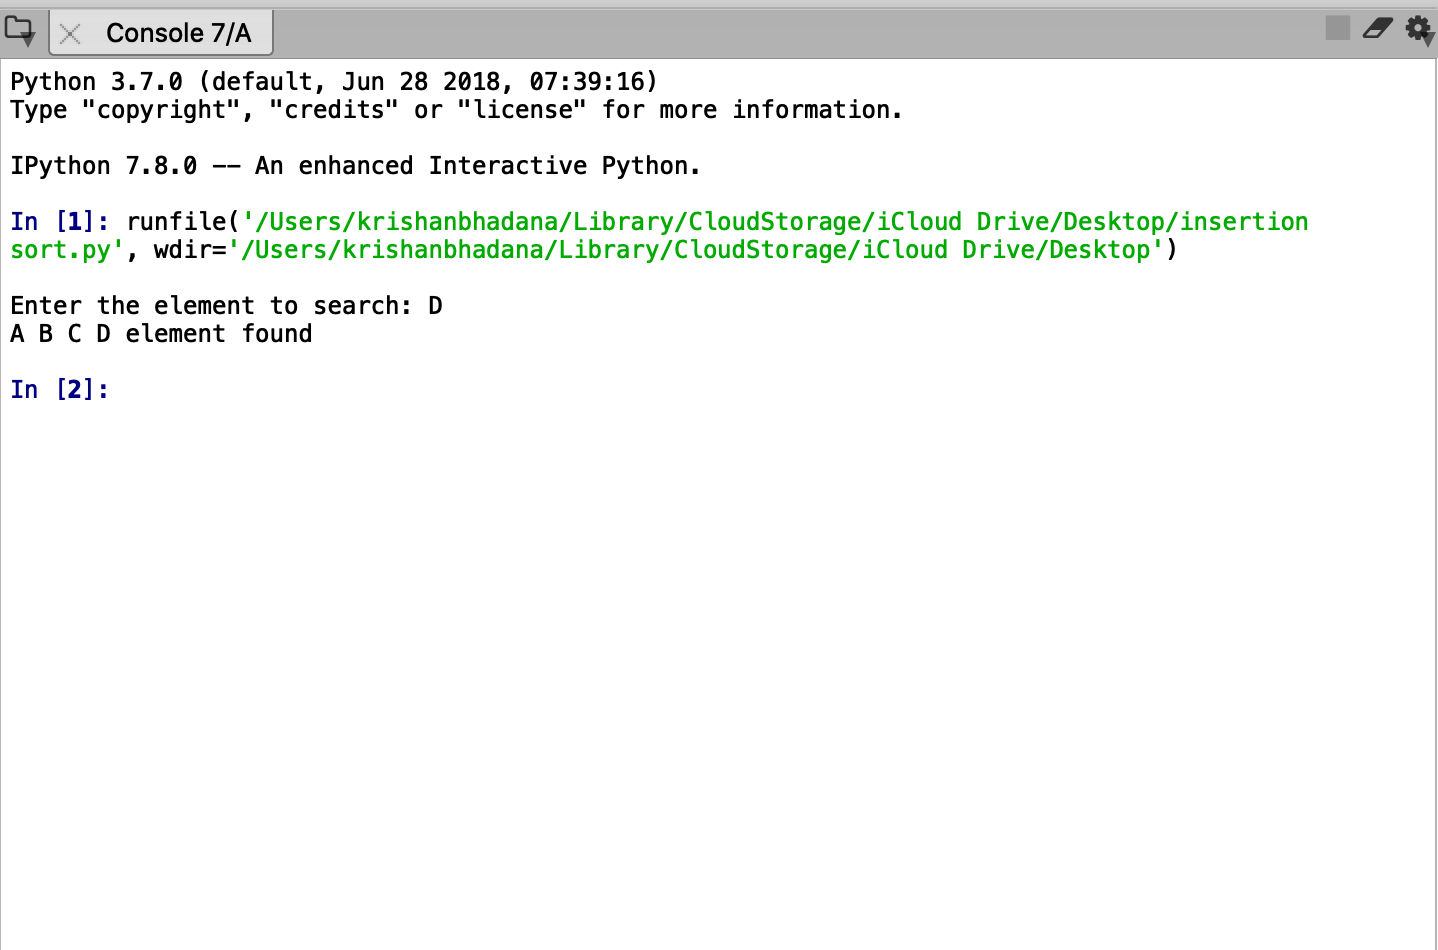 Console 7/A
Python 3.7.0 (default, Jun 28 2018, 07:39:16)
Type "copyright", "credits" or "license" for more information.
IPython 7.8.0 -- An enhanced Interactive Python.
In [1]: runfile('/Users/krishanbhadana/Library/CloudStorage/iCloud Drive/Desktop/insertion
sort.py', wdir='/Users/krishanbhadana/Library/CloudStorage/iCloud Drive/Desktop')
Enter the element to search: D
A B C D element found
In [2]: